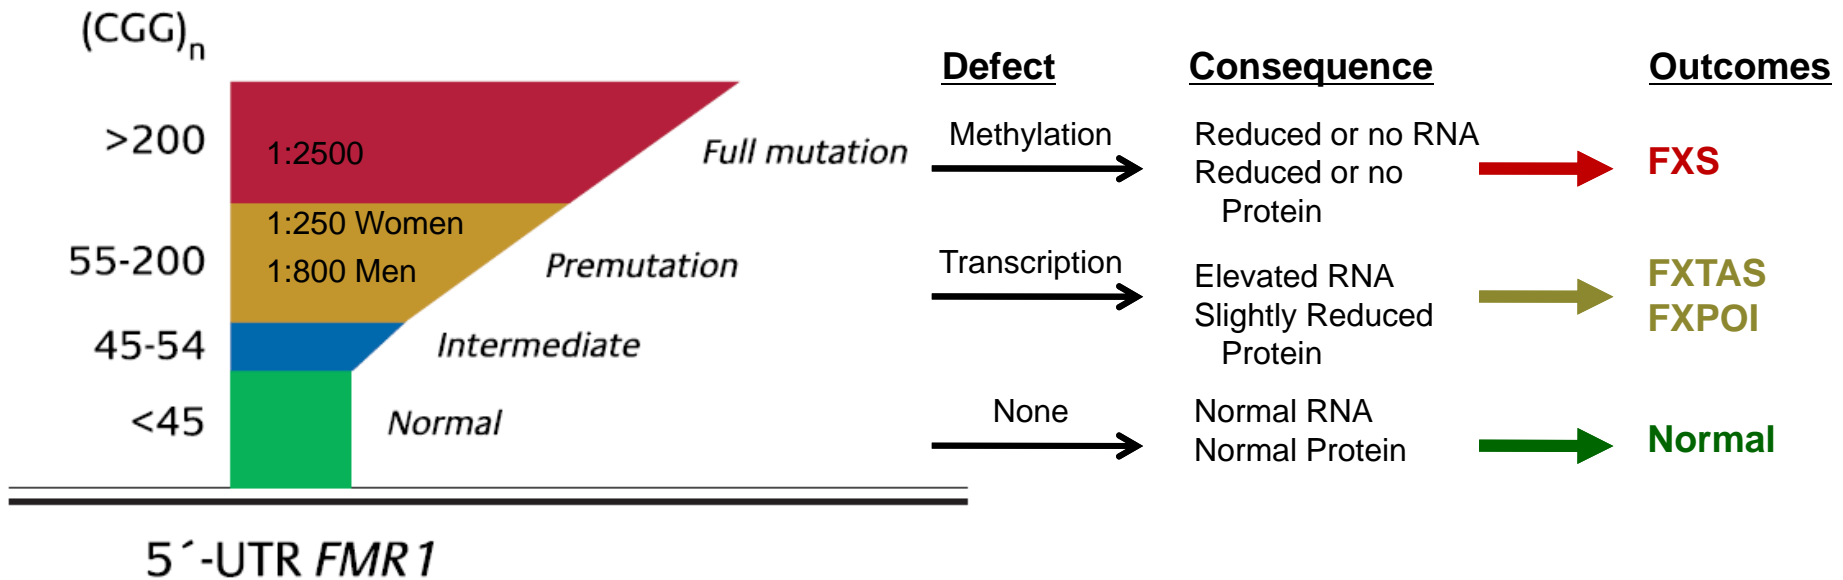 (CGG)n
>200
1:2500
Full mutation
55-200
1:250 Women
1:800 Men
Premutation
45-54
Intermediate
<45
Normal
5´-UTR FMR1
Defect
Consequence
Outcomes
Methylation
Reduced or no RNA
Reduced or no
Protein
FXS
Transcription
Elevated RNA
Slightly Reduced
Protein
FXTAS
FXPOI
None
Normal RNA
Normal Protein
Normal